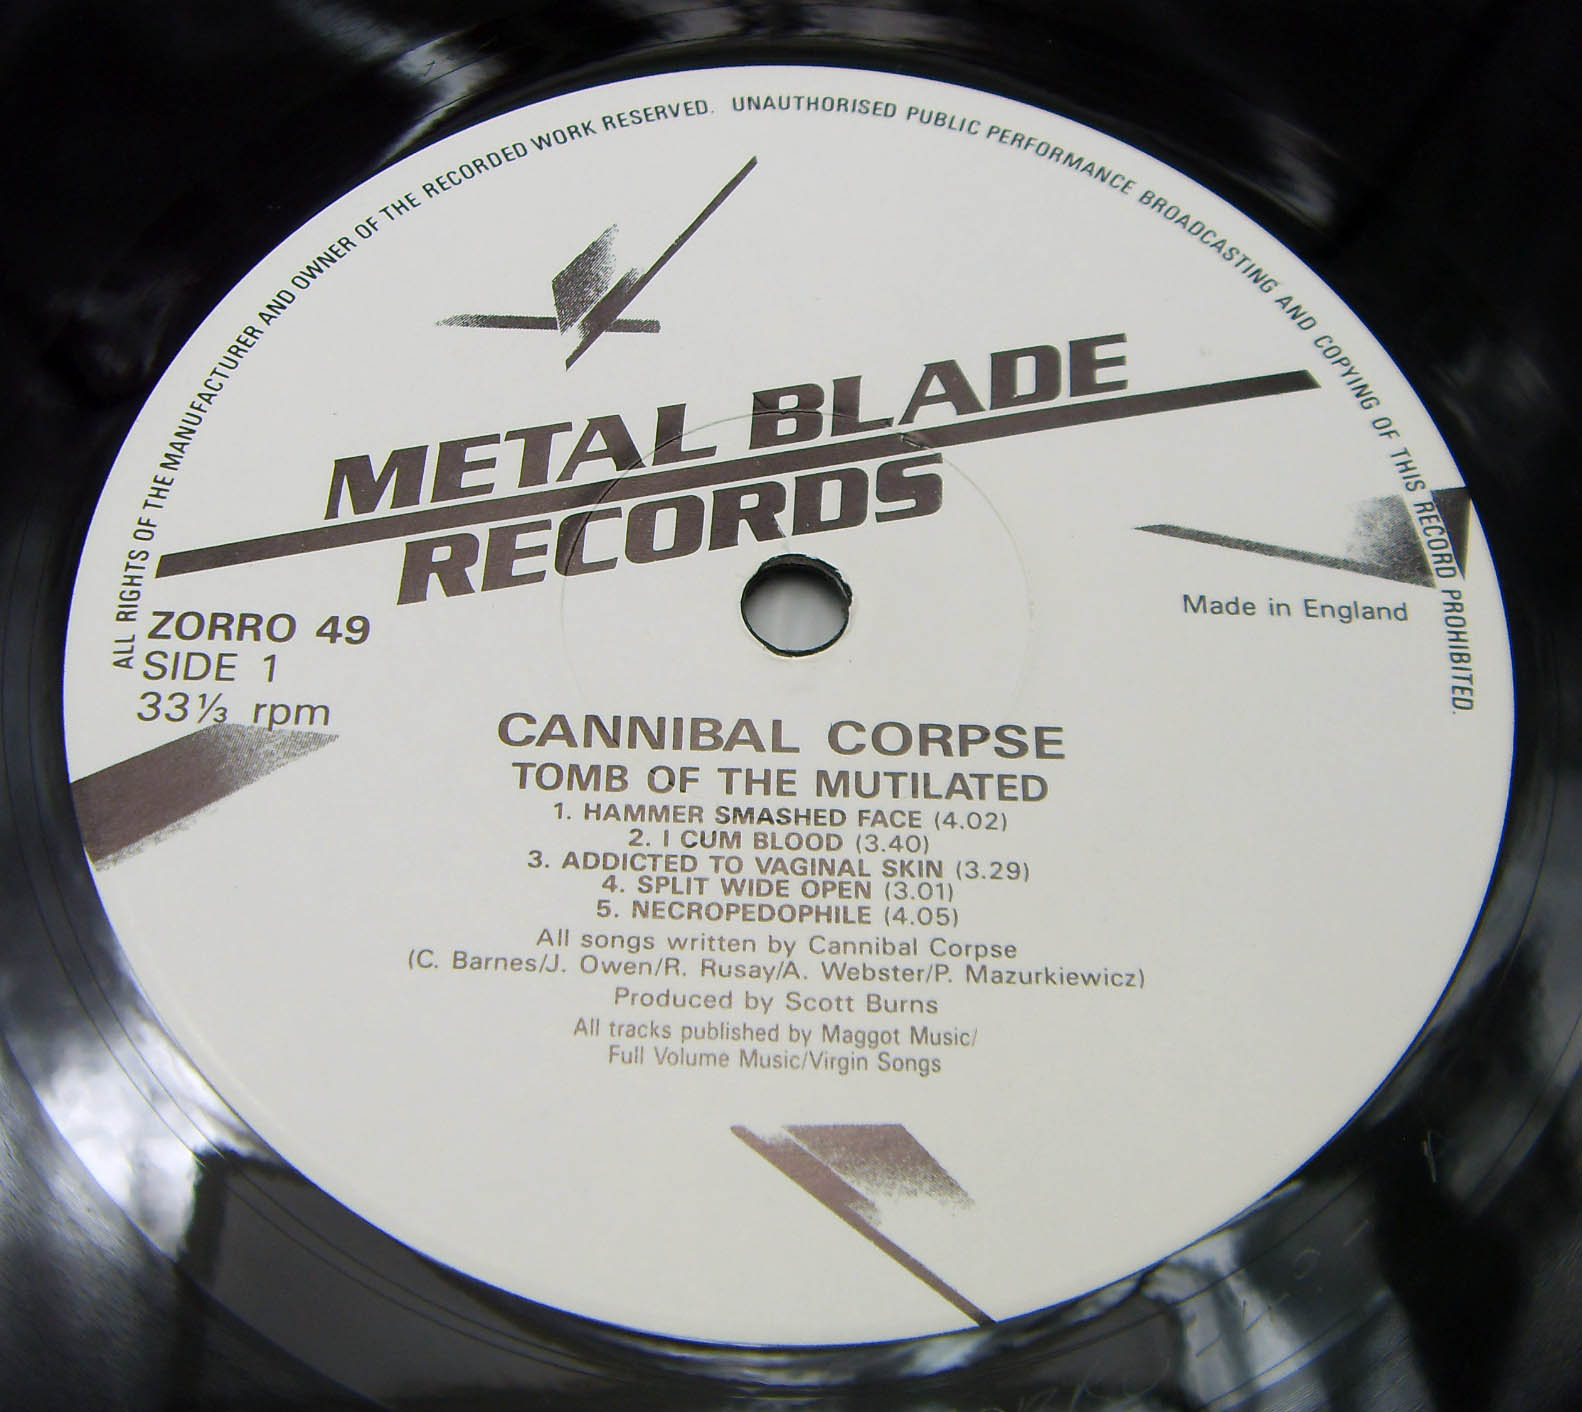 ALL RIGHTS OF THE MANUFACTURER AND OWNER OF THE RECORDED WORK RESERVED. UNAUTHORISED PUBLIC PERFORMANCE BROADCASTING AND COPYING OF THIS RECORD PROHIBITED.
METAL BLADE
RECORDS
ZORRO 49
SIDE 1
33⅓ rpm
Made in England
CANNIBAL CORPSE
TOMB OF THE MUTILATED
1. HAMMER SMASHED FACE (4.02)
2. I CUM BLOOD (3.40)
3. ADDICTED TO VAGINAL SKIN (3.29)
4. SPLIT WIDE OPEN (3.01)
5. NECROPEDOPHILE (4.05)
All songs written by Cannibal Corpse
(C. Barnes/J. Owen/R. Rusay/A. Webster/P. Mazurkiewicz)
Produced by Scott Burns
All tracks published by Maggot Music/
Full Volume Music/Virgin Songs